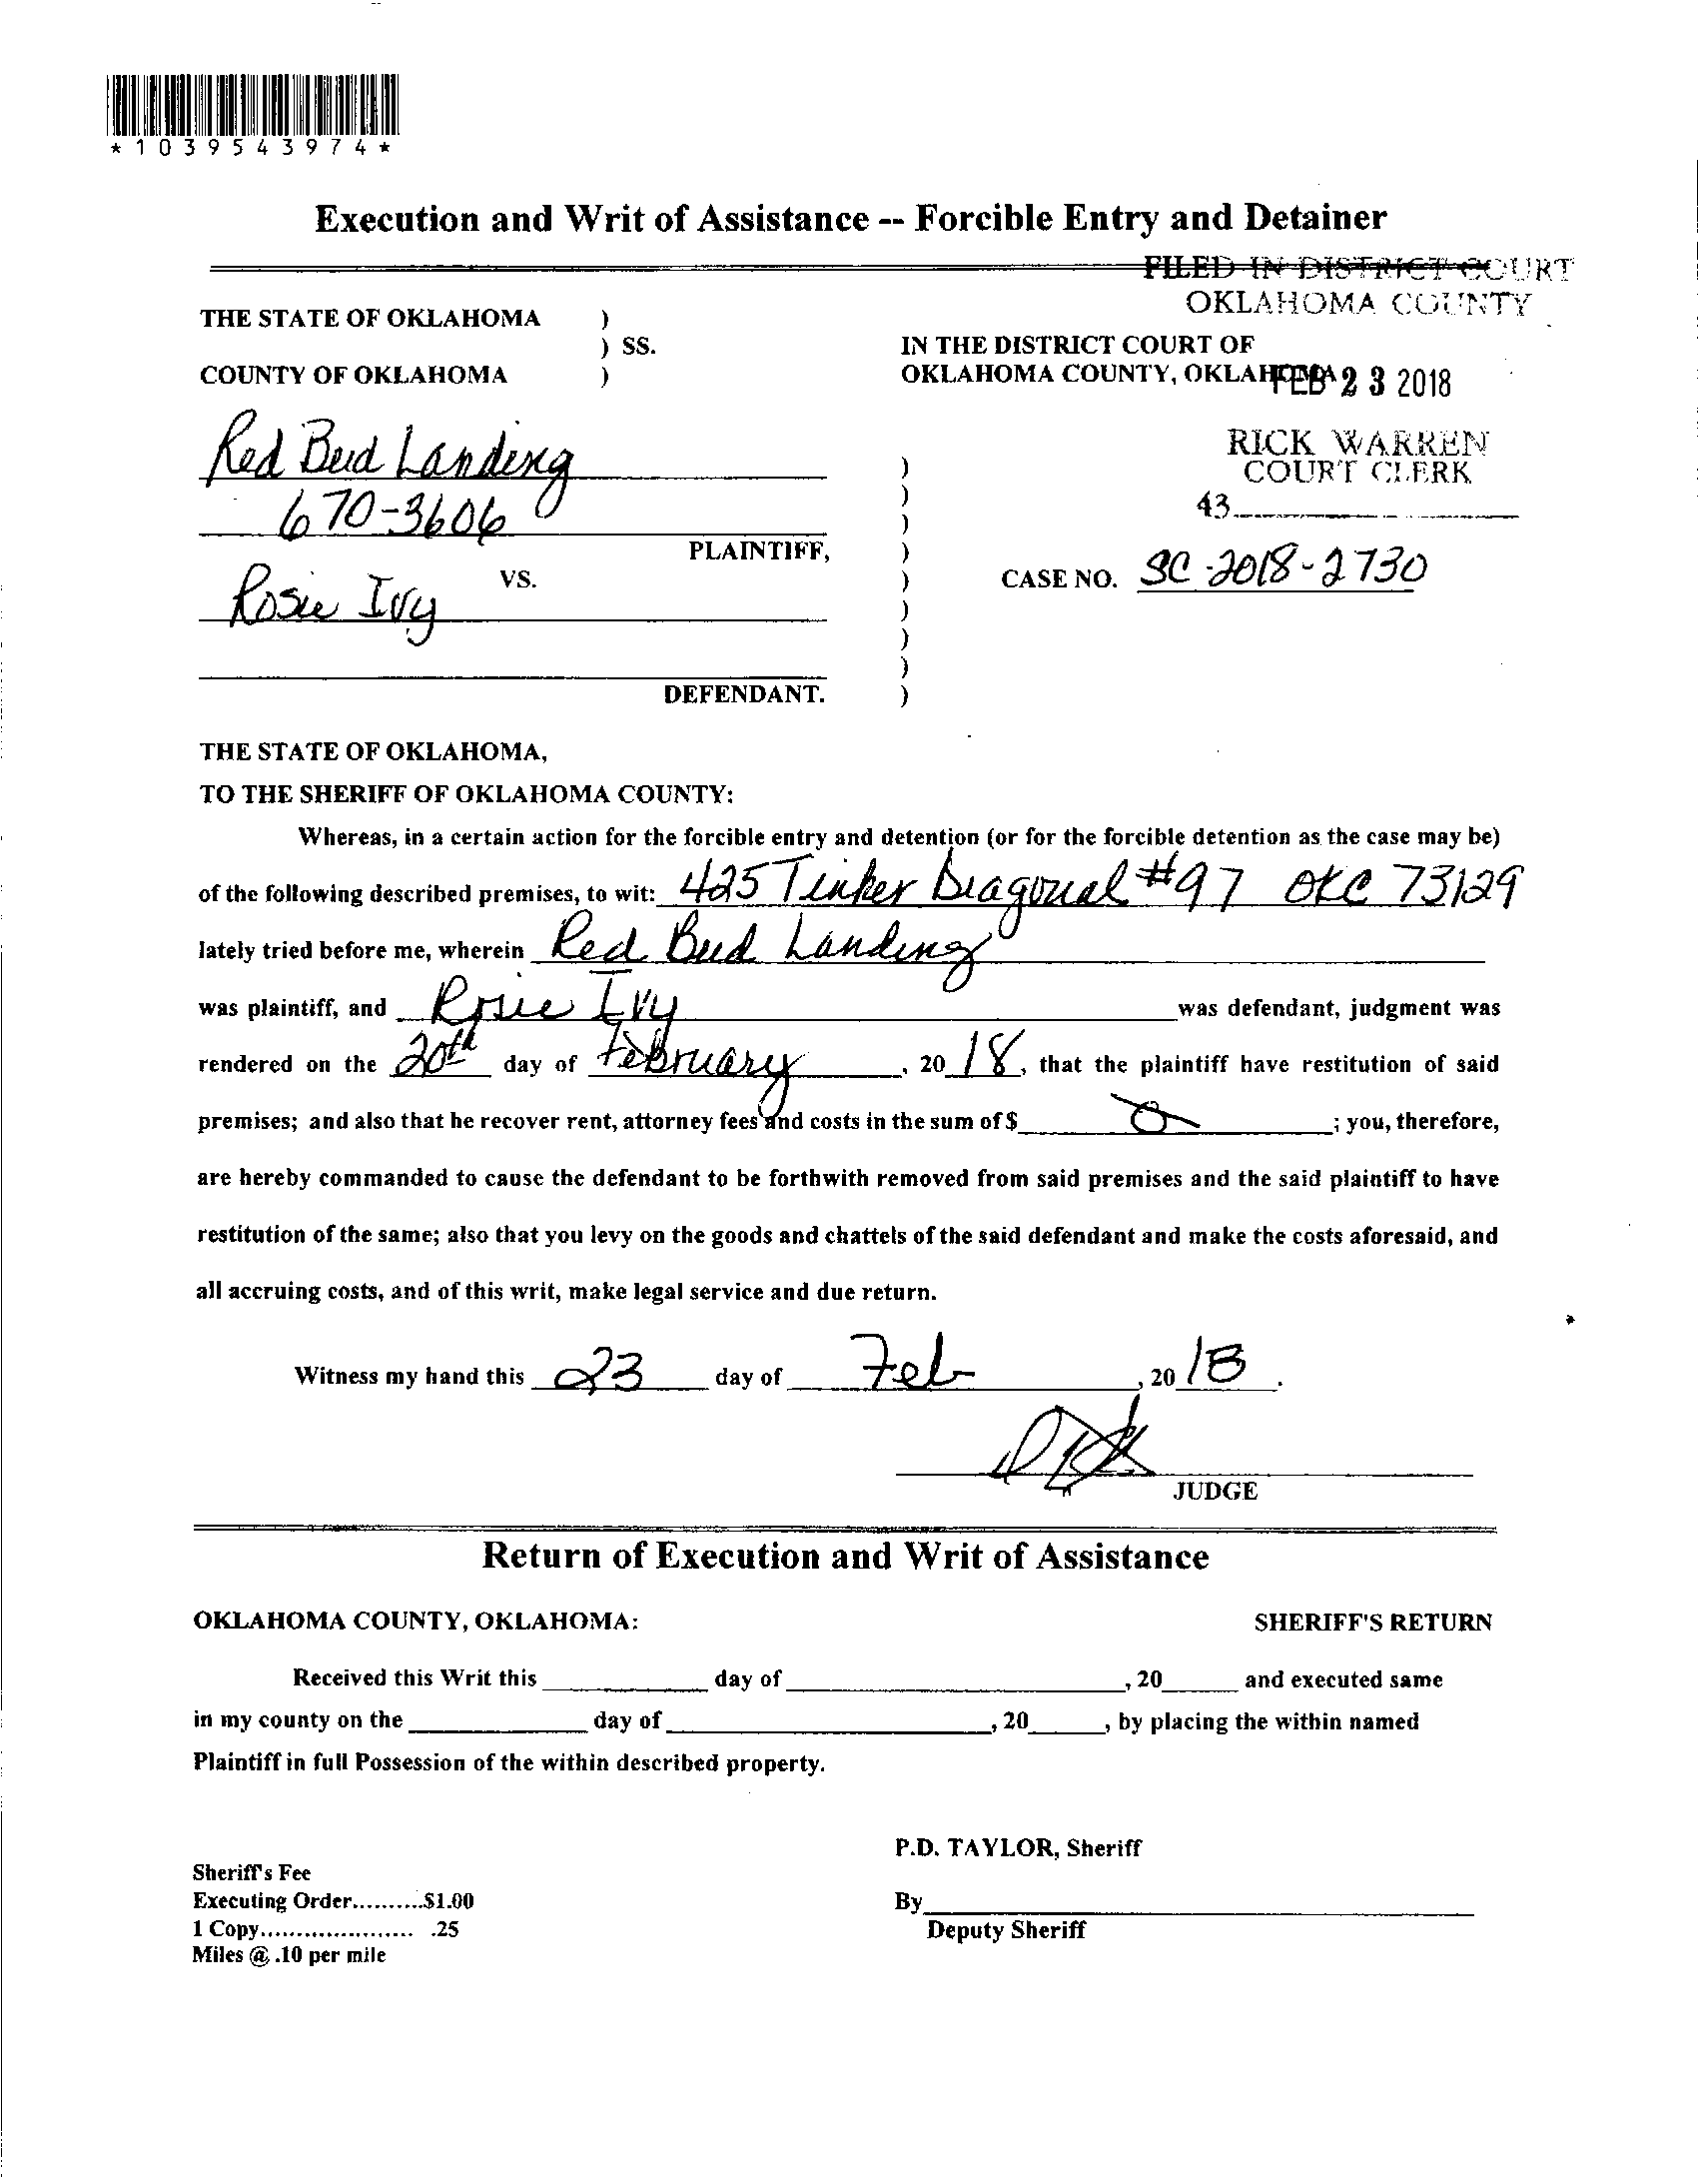 *1039543974*
Execution and Writ of Assistance -- Forcible Entry and Detainer
FILED IN DISTRICT COURT
OKLAHOMA COUNTY
THE STATE OF OKLAHOMA )
) SS.
COUNTY OF OKLAHOMA )
IN THE DISTRICT COURT OF
OKLAHOMA COUNTY, OKLAHOMA
FEB 23 2018
RICK WARREN
COURT CLERK
43
Red Bud Landing
670-3606
PLAINTIFF,
VS.
CASE NO. SC-2018-2730
Rosie Ivy
DEFENDANT.
THE STATE OF OKLAHOMA,
TO THE SHERIFF OF OKLAHOMA COUNTY:
Whereas, in a certain action for the forcible entry and detention (or for the forcible detention as the case may be)
of the following described premises, to wit: 425 Tinker Diagonal #97 OKC 73129
lately tried before me, wherein Red Bud Landing
was plaintiff, and Rosie Ivy was defendant, judgment was
rendered on the 20th day of February, 2018, that the plaintiff have restitution of said
premises; and also that he recover rent, attorney fees and costs in the sum of $ 0 ; you, therefore,
are hereby commanded to cause the defendant to be forthwith removed from said premises and the said plaintiff to have
restitution of the same; also that you levy on the goods and chattels of the said defendant and make the costs aforesaid, and
all accruing costs, and of this writ, make legal service and due return.
Witness my hand this 23 day of Feb, 2018.
JUDGE
Return of Execution and Writ of Assistance
OKLAHOMA COUNTY, OKLAHOMA: SHERIFF'S RETURN
Received this Writ this ________ day of ________, 20____ and executed same
in my county on the ________ day of ________, 20____, by placing the within named
Plaintiff in full Possession of the within described property.
P.D. TAYLOR, Sheriff
Sheriff's Fee
Executing Order..........$1.00
1 Copy..................... .25
Miles @ .10 per mile
By________
Deputy Sheriff